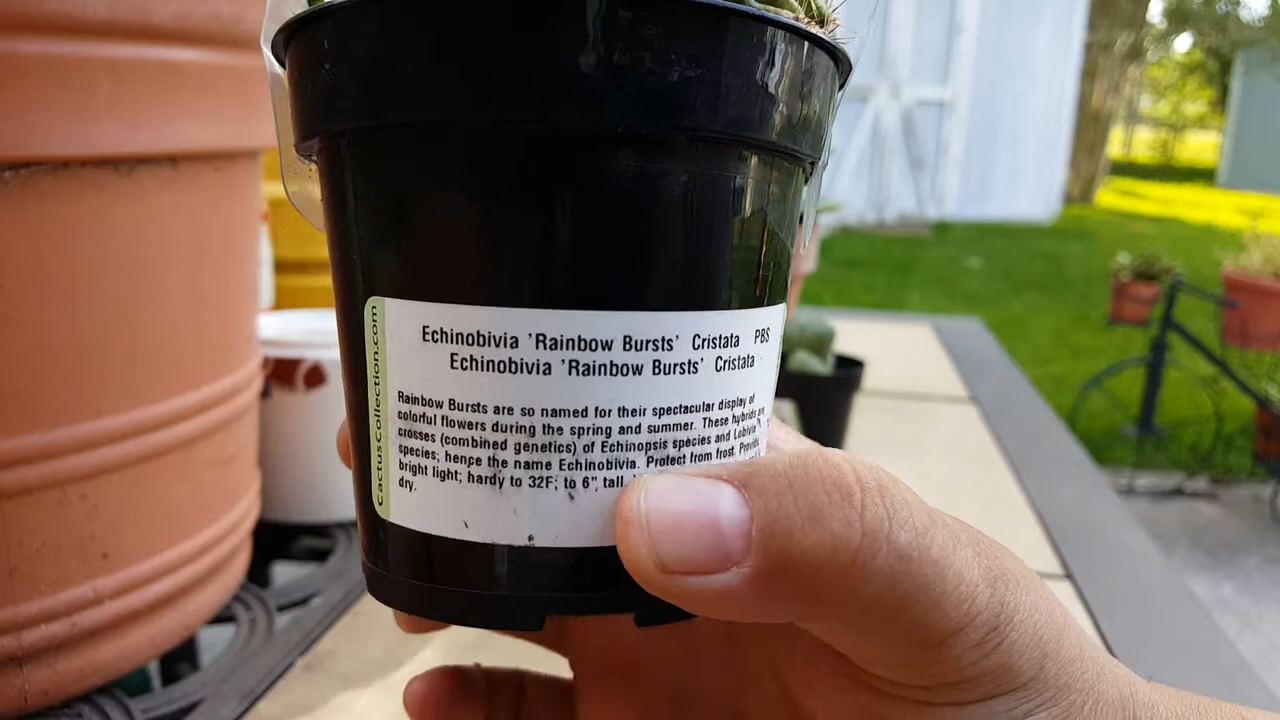 CactusCollection.com
Echinobivia 'Rainbow Bursts' Cristata PBS
Echinobivia 'Rainbow Bursts' Cristata
Rainbow Bursts are so named for their spectacular display of
colorful flowers during the spring and summer. These hybrids are
crosses (combined genetics) of Echinopsis species and Lobivia
species; hence the name Echinobivia. Protect from frost. Provide
bright light; hardy to 32F; to 6", tall.
dry.